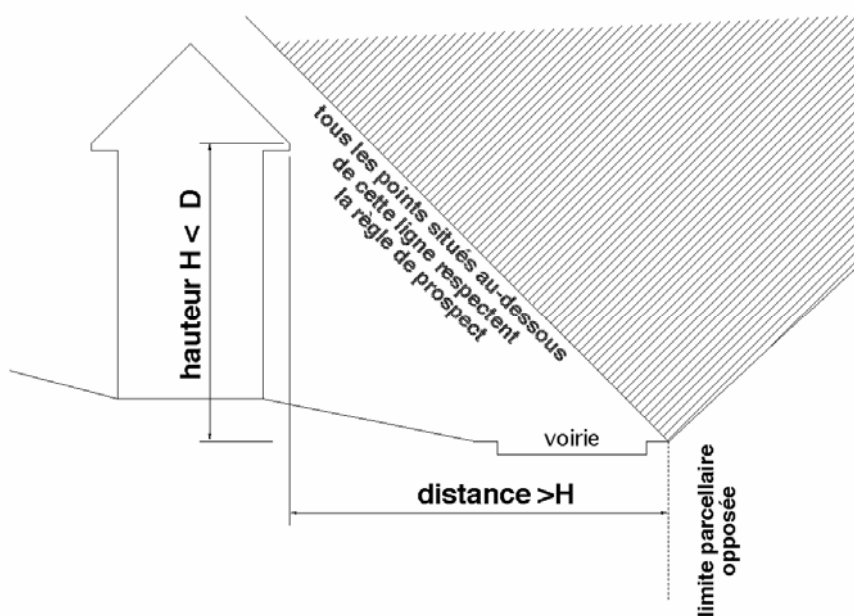 tous les points situés au-dessous
de cette ligne respectent
la règle de prospect
hauteur H < D
voirie
distance >H
limite parcellaire
opposée